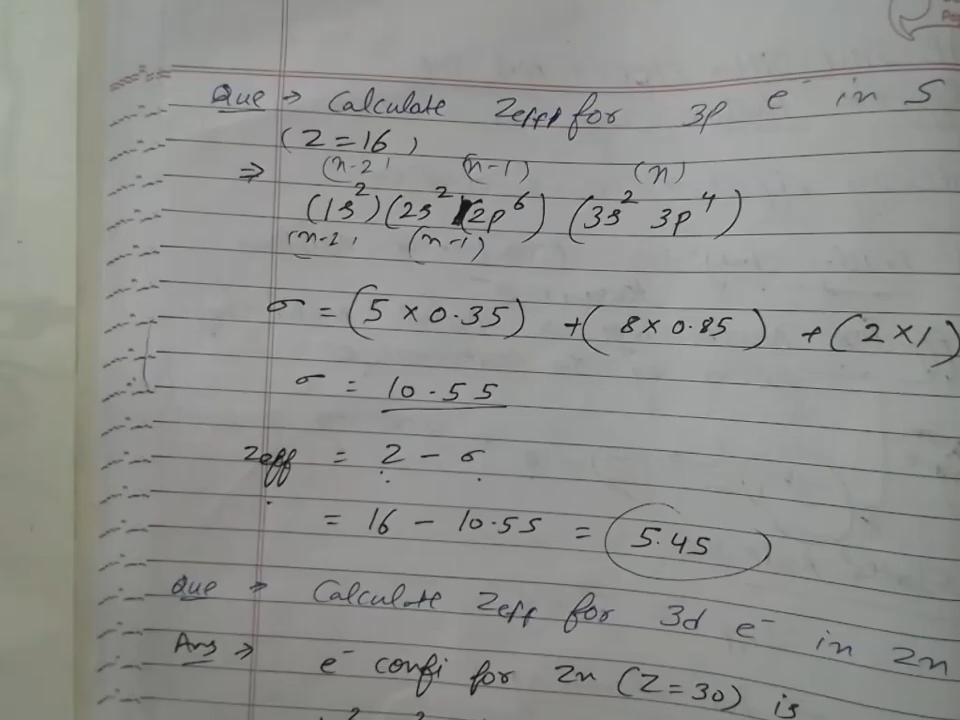 Que → Calculate Zeff for 3p e⁻ in S
(Z=16)
(n-2) (n-1) (n)
⇒ (1s²)(2s² 2p⁶) (3s² 3p⁴)
(n-2) (n-1)
σ = (5 × 0.35) + (8 × 0.85) + (2 × 1)
σ = 10.55
Zeff = Z − σ
= 16 − 10.55 = 5.45
Que → Calculate Zeff for 3d e⁻ in Zn
Ans → e⁻ confi for Zn (Z=30) is